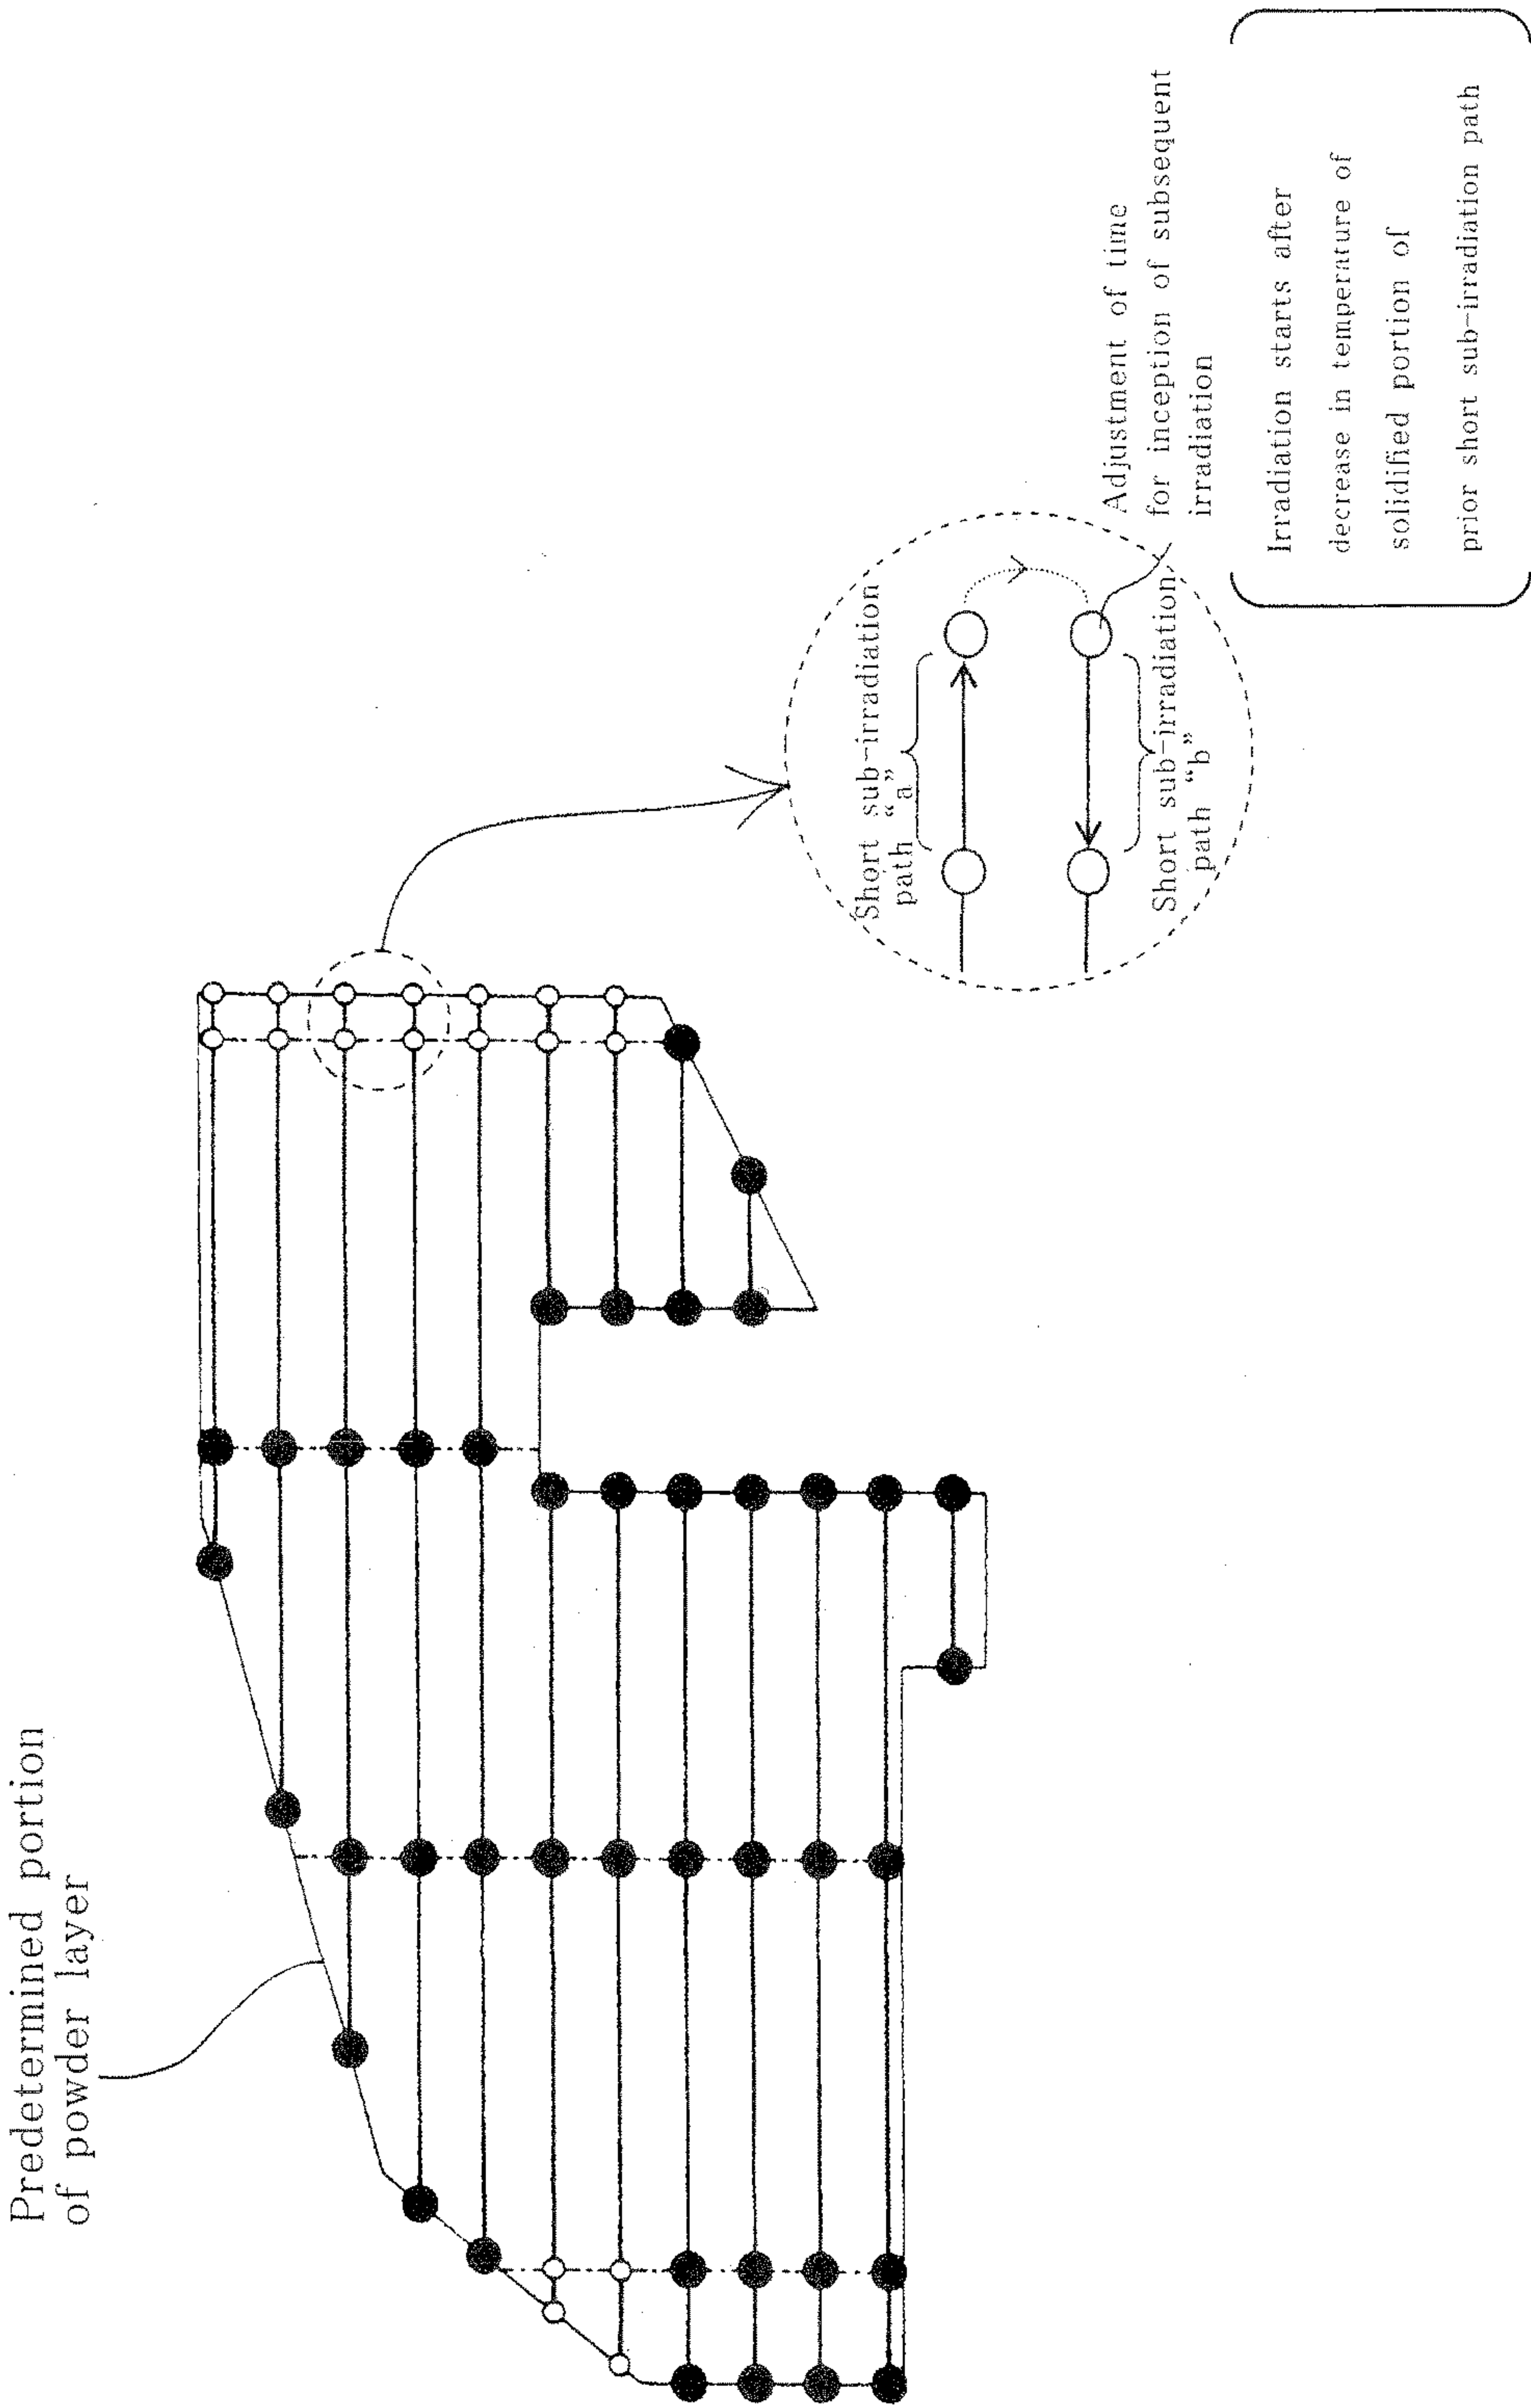 Predetermined portion
of powder layer
Short sub-irradiation
path “a”
Short sub-irradiation
path “b”
Adjustment of time
for inception of subsequent
irradiation
Irradiation starts after
decrease in temperature of
solidified portion of
prior short sub-irradiation path